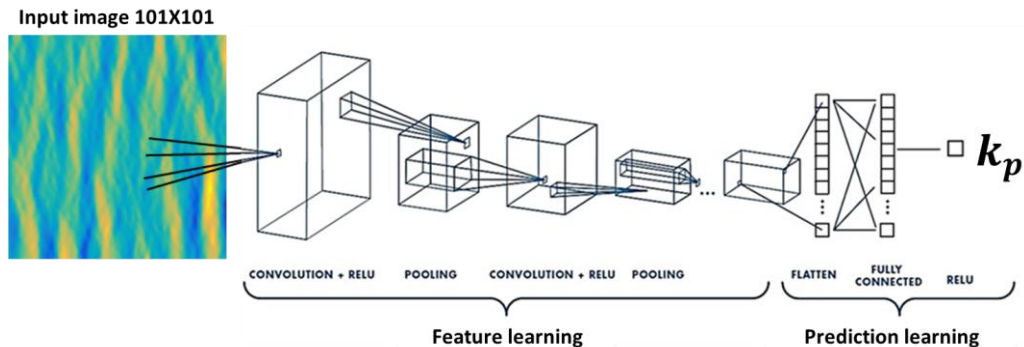 Input image 101X101
... 
k_p
CONVOLUTION + RELU POOLING CONVOLUTION + RELU POOLING FLATTEN FULLY CONNECTED RELU
Feature learning Prediction learning